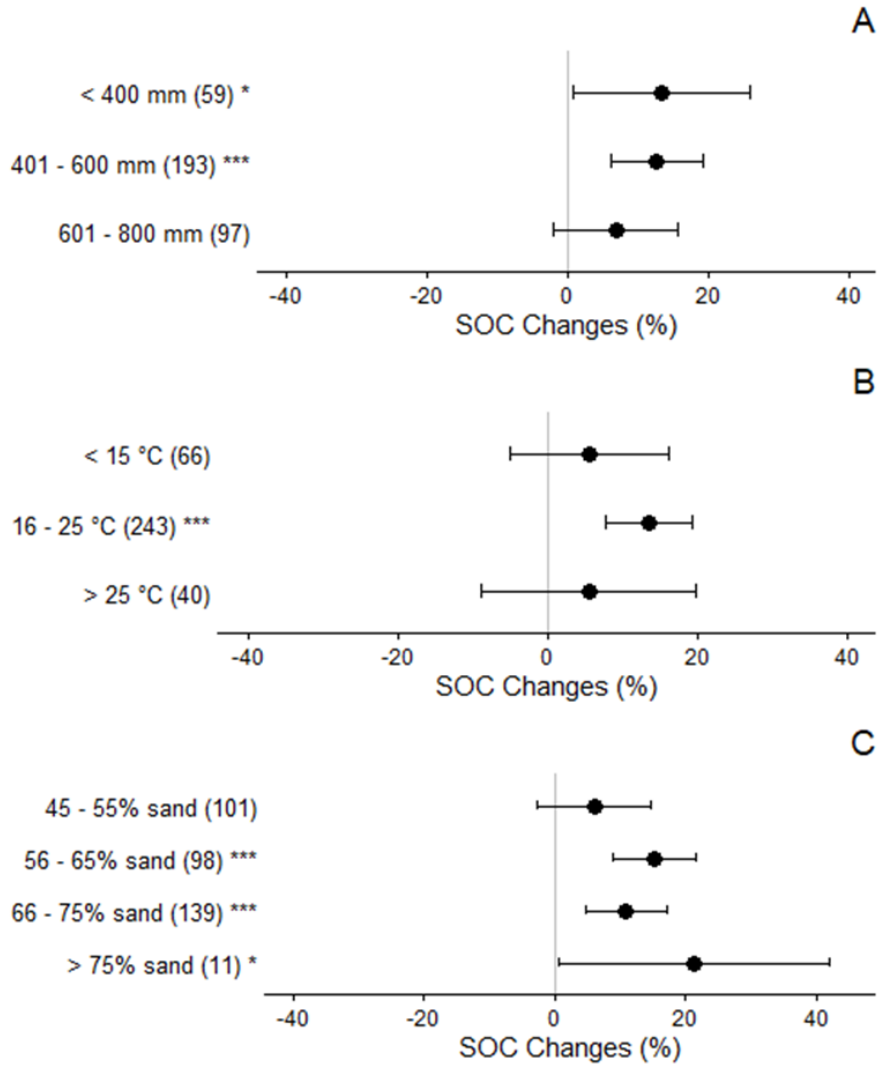 A
< 400 mm (59) *
401 - 600 mm (193) ***
601 - 800 mm (97)
-40 -20 0 20 40
SOC Changes (%)
B
< 15 °C (66)
16 - 25 °C (243) ***
> 25 °C (40)
-40 -20 0 20 40
SOC Changes (%)
C
45 - 55% sand (101)
56 - 65% sand (98) ***
66 - 75% sand (139) ***
> 75% sand (11) *
-40 -20 0 20 40
SOC Changes (%)